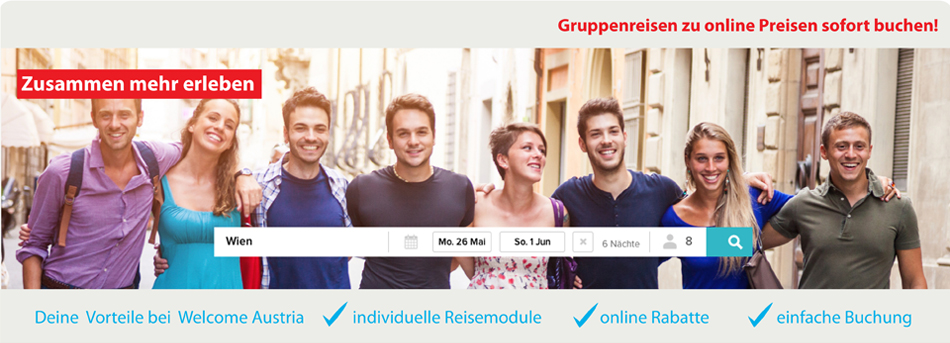 Gruppenreisen zu online Preisen sofort buchen!
Zusammen mehr erleben
Wien Mo. 26 Mai So. 1 Jun × 6 Nächte 8
Deine Vorteile bei Welcome Austria ✓ individuelle Reisemodule ✓ online Rabatte ✓ einfache Buchung